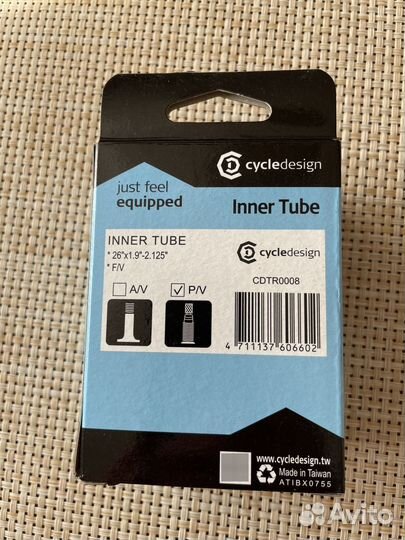 cycledesign
just feel
equipped
Inner Tube
INNER TUBE
* 26"x1.9"-2.125"
* F/V
cycledesign
CDTR0008
A/V
P/V
4 711137 606602
www.cycledesign.tw
Made in Taiwan
ATIBX0755
Avito